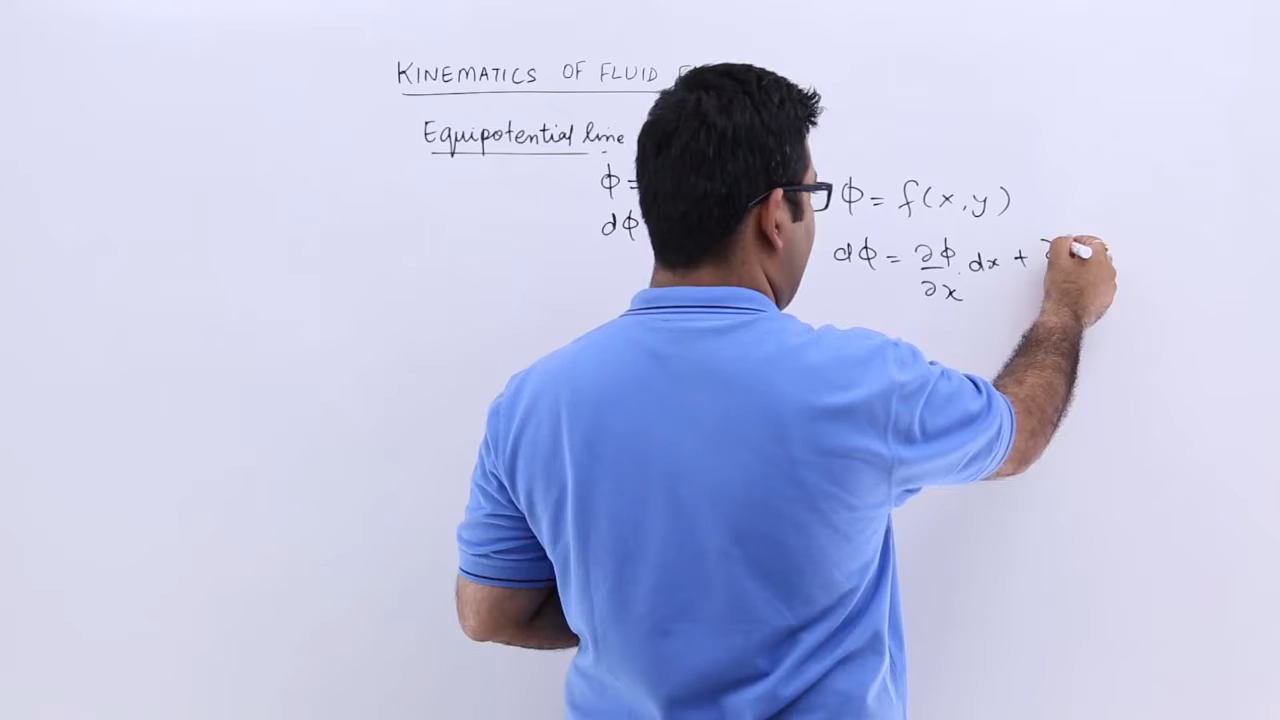 KINEMATICS OF FLUID
Equipotential line
ϕ =
dϕ
ϕ = f(x,y)
dϕ = ∂ϕ/∂x . dx +